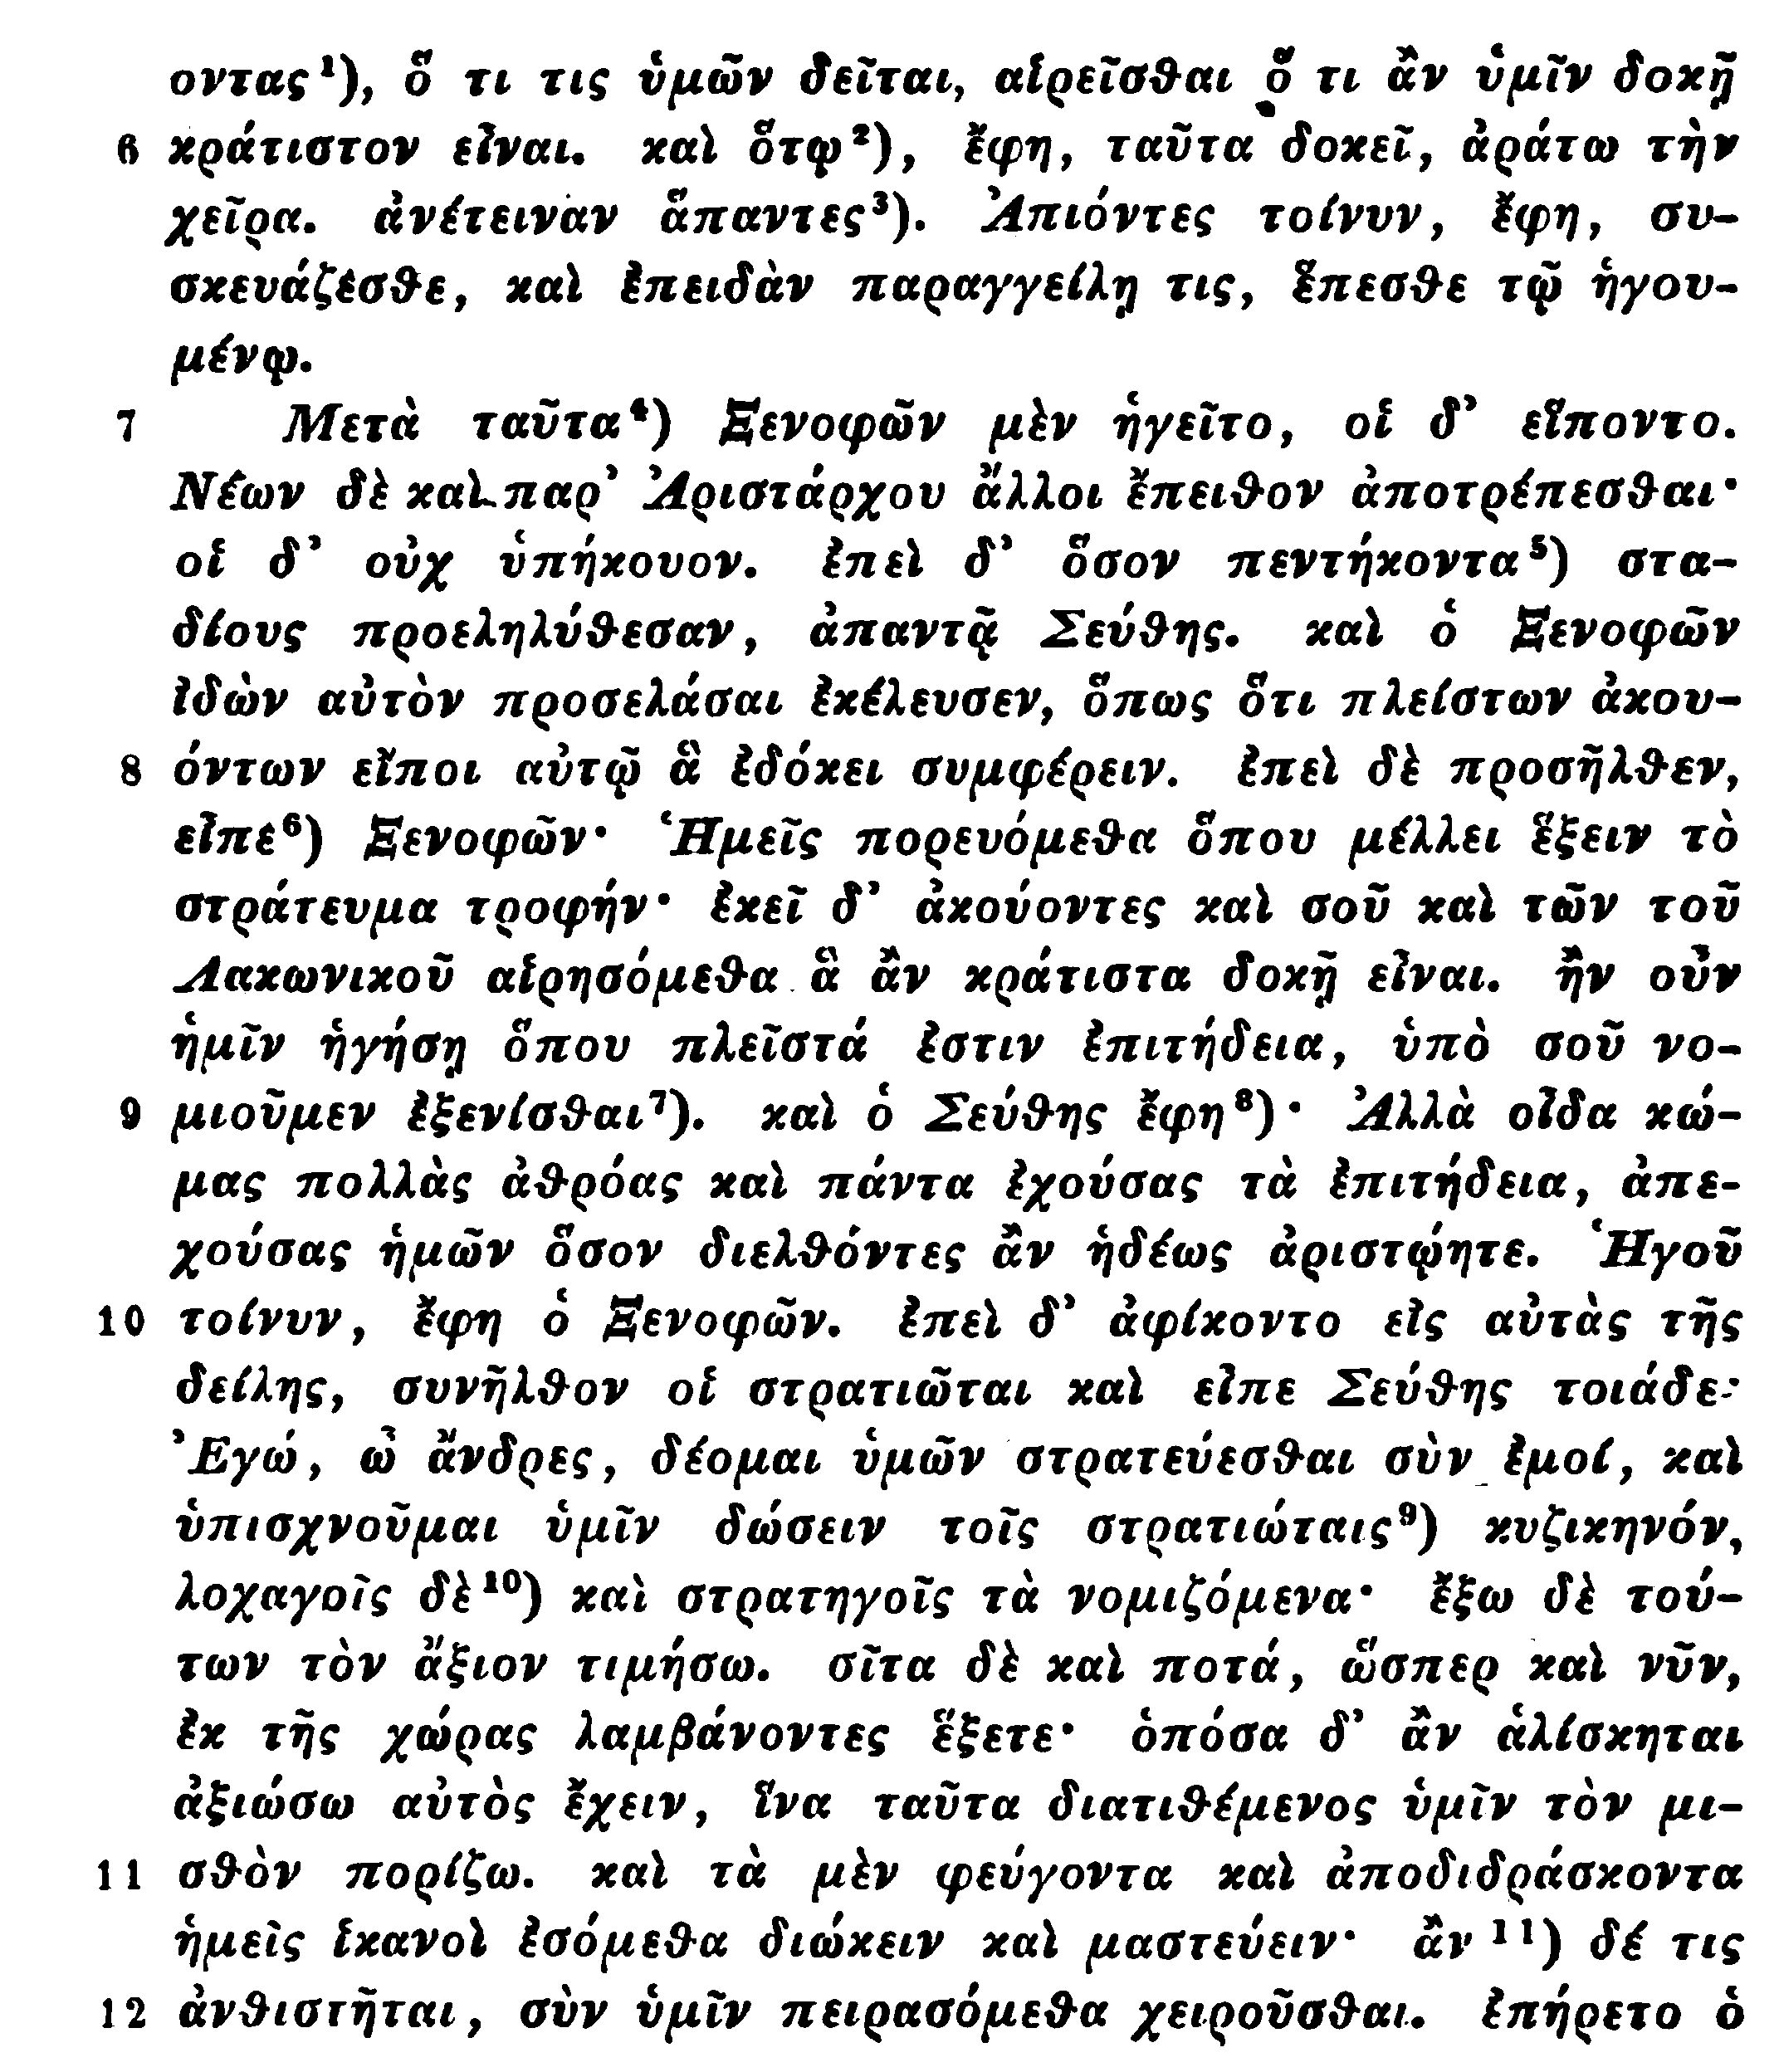 οντας¹), ὅ τι τις ὑμῶν δεῖται, αἱρεῖσθαι ὅ τι ἂν ὑμῖν δοκῇ
6 κράτιστον εἶναι. καὶ ὅτῳ²), ἔφη, ταῦτα δοκεῖ, ἀράτω τὴν
χεῖρα. ἀνέτειναν ἅπαντες³). Ἀπιόντες τοίνυν, ἔφη, συ-
σκευάζεσθε, καὶ ἐπειδὰν παραγγείλῃ τις, ἕπεσθε τῷ ἡγου-
μένῳ.
7 Μετὰ ταῦτα⁴) Ξενοφῶν μὲν ἡγεῖτο, οἱ δ’ εἵποντο.
Νέων δὲ καὶ παρ’ Ἀριστάρχου ἄλλοι ἔπειθον ἀποτρέπεσθαι·
οἱ δ’ οὐχ ὑπήκουον. ἐπεὶ δ’ ὅσον πεντήκοντα⁵) στα-
δίους προεληλύθεσαν, ἀπαντᾷ Σεύθης. καὶ ὁ Ξενοφῶν
ἰδὼν αὐτὸν προσελάσαι ἐκέλευσεν, ὅπως ὅτι πλείστων ἀκου-
8 όντων εἴποι αὐτῷ ἃ ἐδόκει συμφέρειν. ἐπεὶ δὲ προσῆλθεν,
εἶπε⁶) Ξενοφῶν· Ἡμεῖς πορευόμεθα ὅπου μέλλει ἕξειν τὸ
στράτευμα τροφήν· ἐκεῖ δ’ ἀκούοντες καὶ σοῦ καὶ τῶν τοῦ
Λακωνικοῦ αἱρησόμεθα ἃ ἂν κράτιστα δοκῇ εἶναι. ἢν οὖν
ἡμῖν ἡγήσῃ ὅπου πλεῖστά ἐστιν ἐπιτήδεια, ὑπὸ σοῦ νο-
9 μιοῦμεν ἐξενίσθαι⁷). καὶ ὁ Σεύθης ἔφη⁸)· Ἀλλὰ οἶδα κώ-
μας πολλὰς ἀθρόας καὶ πάντα ἐχούσας τὰ ἐπιτήδεια, ἀπε-
χούσας ἡμῶν ὅσον διελθόντες ἂν ἡδέως ἀριστῴητε. Ἡγοῦ
10 τοίνυν, ἔφη ὁ Ξενοφῶν. ἐπεὶ δ’ ἀφίκοντο εἰς αὐτὰς τῆς
δείλης, συνῆλθον οἱ στρατιῶται καὶ εἶπε Σεύθης τοιάδε·
Ἐγώ, ὦ ἄνδρες, δέομαι ὑμῶν στρατεύεσθαι σὺν ἐμοί, καὶ
ὑπισχνοῦμαι ὑμῖν δώσειν τοῖς στρατιώταις⁹) κυζικηνόν,
λοχαγοῖς δὲ¹⁰) καὶ στρατηγοῖς τὰ νομιζόμενα· ἔξω δὲ τού-
των τὸν ἄξιον τιμήσω. σῖτα δὲ καὶ ποτά, ὥσπερ καὶ νῦν,
ἐκ τῆς χώρας λαμβάνοντες ἕξετε· ὁπόσα δ’ ἂν ἁλίσκηται
ἀξιώσω αὐτὸς ἔχειν, ἵνα ταῦτα διατιθέμενος ὑμῖν τὸν μι-
11 σθὸν πορίζω. καὶ τὰ μὲν φεύγοντα καὶ ἀποδιδράσκοντα
ἡμεῖς ἱκανοὶ ἐσόμεθα διώκειν καὶ μαστεύειν· ἂν¹¹) δέ τις
12 ἀνθιστῆται, σὺν ὑμῖν πειρασόμεθα χειροῦσθαι. ἐπήρετο ὁ